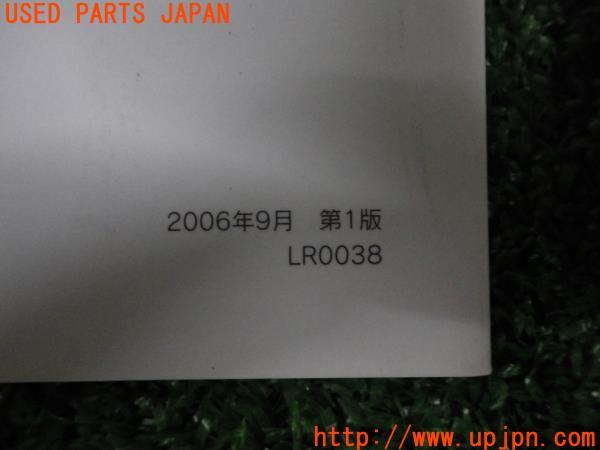 USED PARTS JAPAN
2006年9月　第1版
LR0038
http://www.upjpn.com